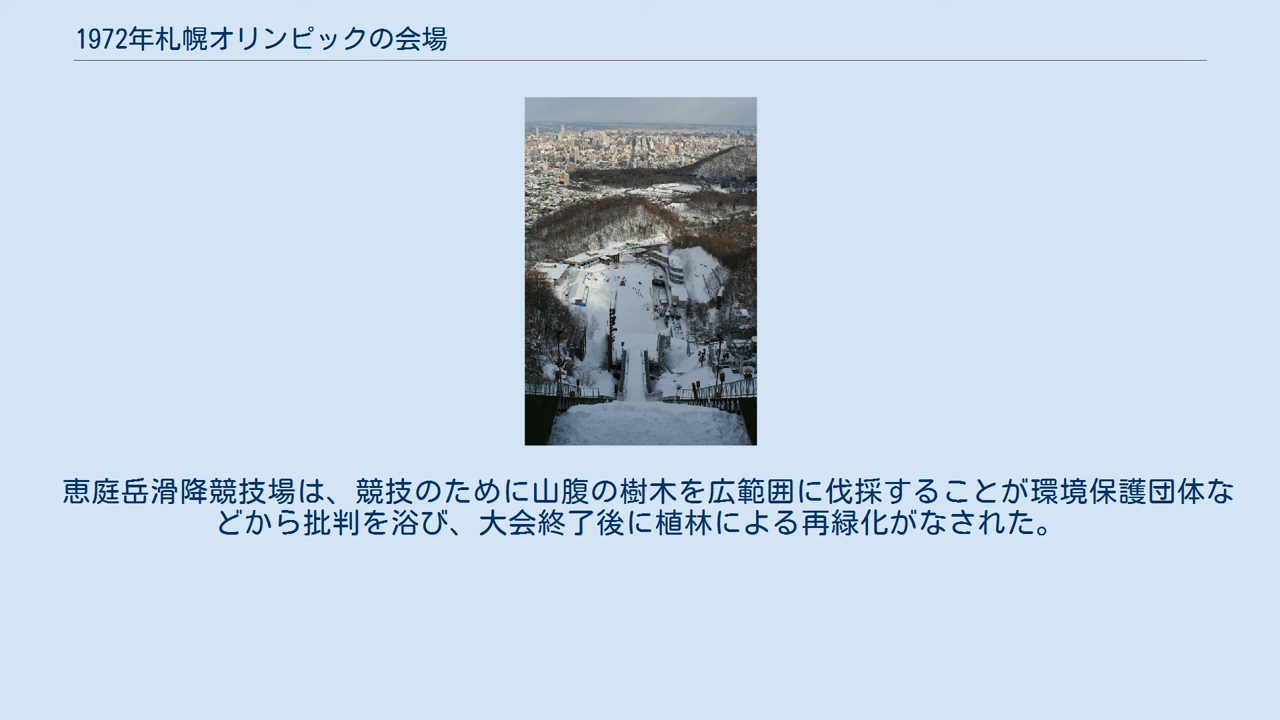 1972年札幌オリンピックの会場
恵庭岳滑降競技場は、競技のために山腹の樹木を広範囲に伐採することが環境保護団体な
どから批判を浴び、大会終了後に植林による再緑化がなされた。